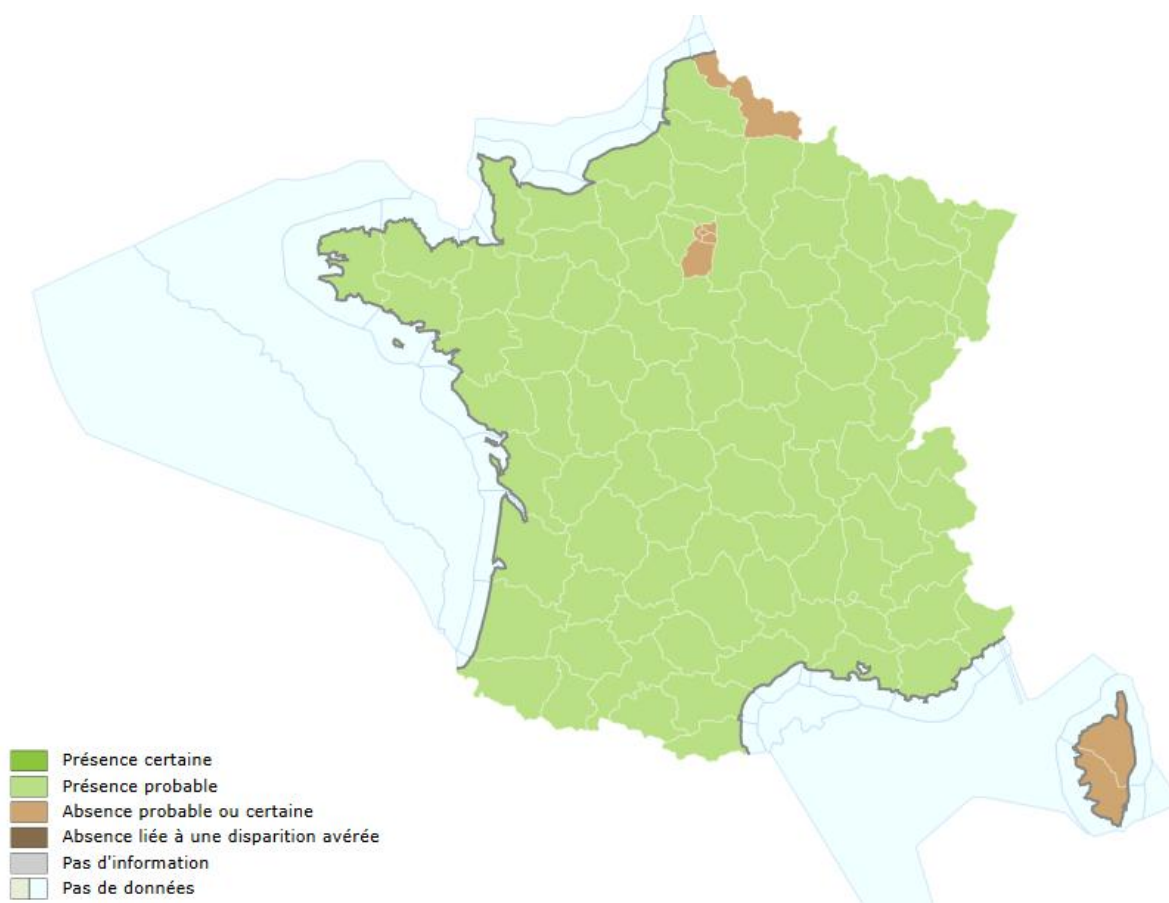 Présence certaine
Présence probable
Absence probable ou certaine
Absence liée à une disparition avérée
Pas d'information
Pas de données